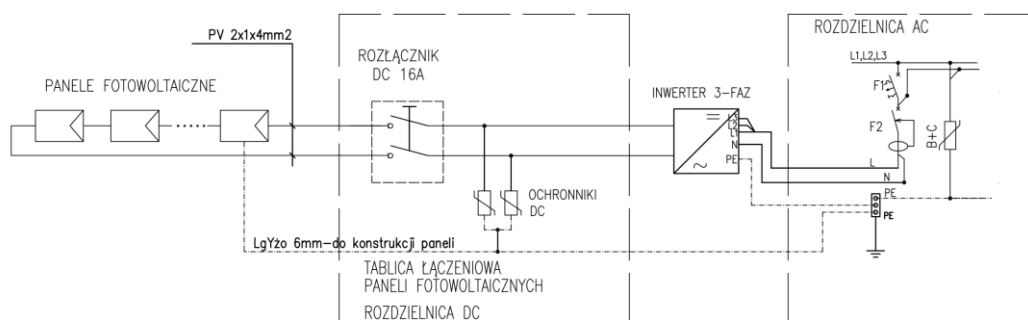 PV 2x1x4mm2
PANELE FOTOWOLTAICZNE
ROZŁĄCZNIK
DC 16A
OCHRONNIKI
DC
LgYżo 6mm-do konstrukcji paneli
TABLICA ŁĄCZENIOWA
PANELI FOTOWOLTAICZNYCH
ROZDZIELNICA DC
INWERTER 3-FAZ
L3
L2
L1
N
PE
ROZDZIELNICA AC
L1,L2,L3
F1
F2
B+C
L
N
PE
PE